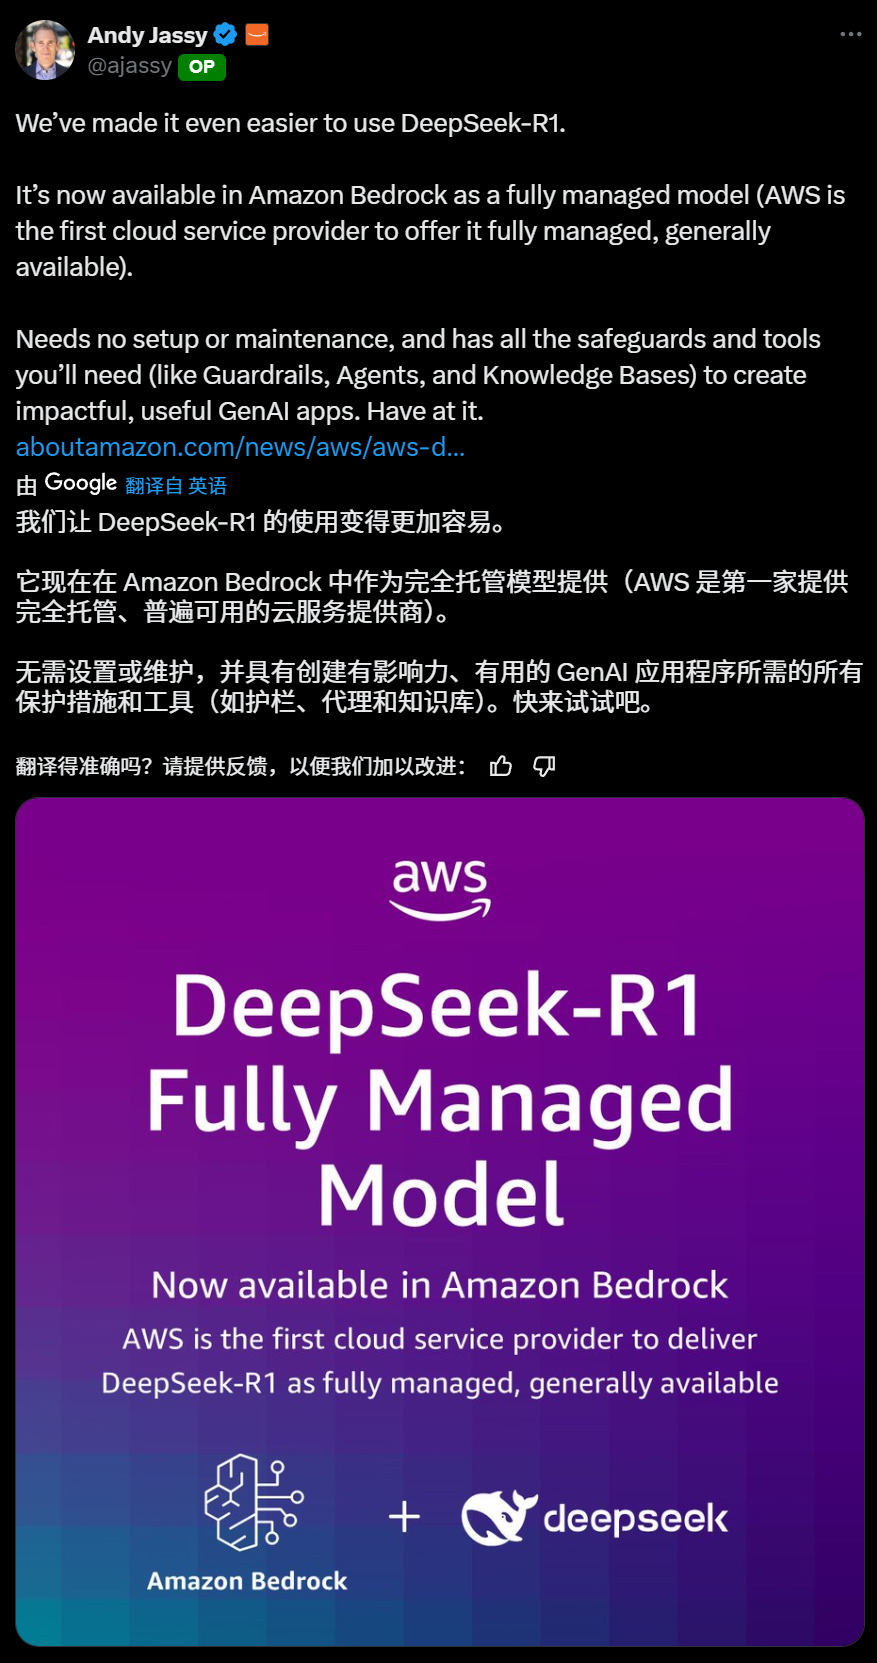 Andy Jassy
@ajassy OP
We’ve made it even easier to use DeepSeek-R1.
It’s now available in Amazon Bedrock as a fully managed model (AWS is
the first cloud service provider to offer it fully managed, generally
available).
Needs no setup or maintenance, and has all the safeguards and tools
you’ll need (like Guardrails, Agents, and Knowledge Bases) to create
impactful, useful GenAI apps. Have at it.
aboutamazon.com/news/aws/aws-d...
由 Google 翻译自 英语
我们让 DeepSeek-R1 的使用变得更加容易。
它现在在 Amazon Bedrock 中作为完全托管模型提供（AWS 是第一家提供
完全托管、普遍可用的云服务提供商）。
无需设置或维护，并具有创建有影响力、有用的 GenAI 应用程序所需的所有
保护措施和工具（如护栏、代理和知识库）。快来试试吧。
翻译得准确吗？请提供反馈，以便我们加以改进：
aws
DeepSeek-R1
Fully Managed
Model
Now available in Amazon Bedrock
AWS is the first cloud service provider to deliver
DeepSeek-R1 as fully managed, generally available
+ deepseek
Amazon Bedrock